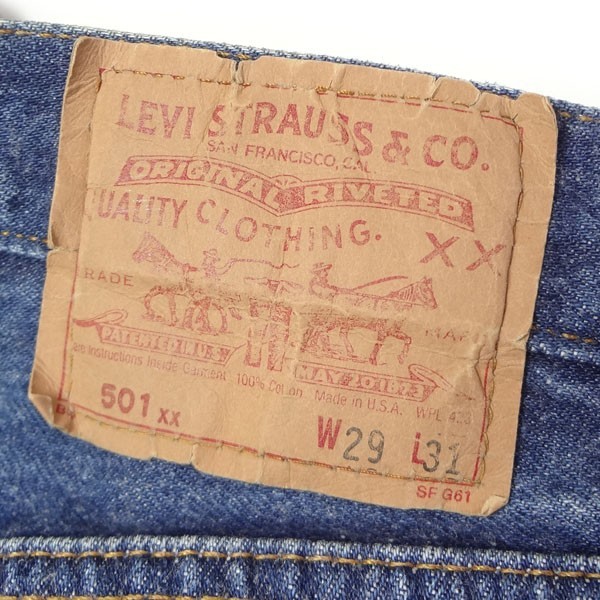 LEVI STRAUSS & CO.
SAN FRANCISCO, CAL
ORIGINAL RIVETED
QUALITY CLOTHING.
XX
RADE MAR
PATENTED IN U.S
MAY 20 1873
Instructions Inside Garment 100% Cotton Made in U.S.A. WPL 423
501 XX
W29 L31
SF G61